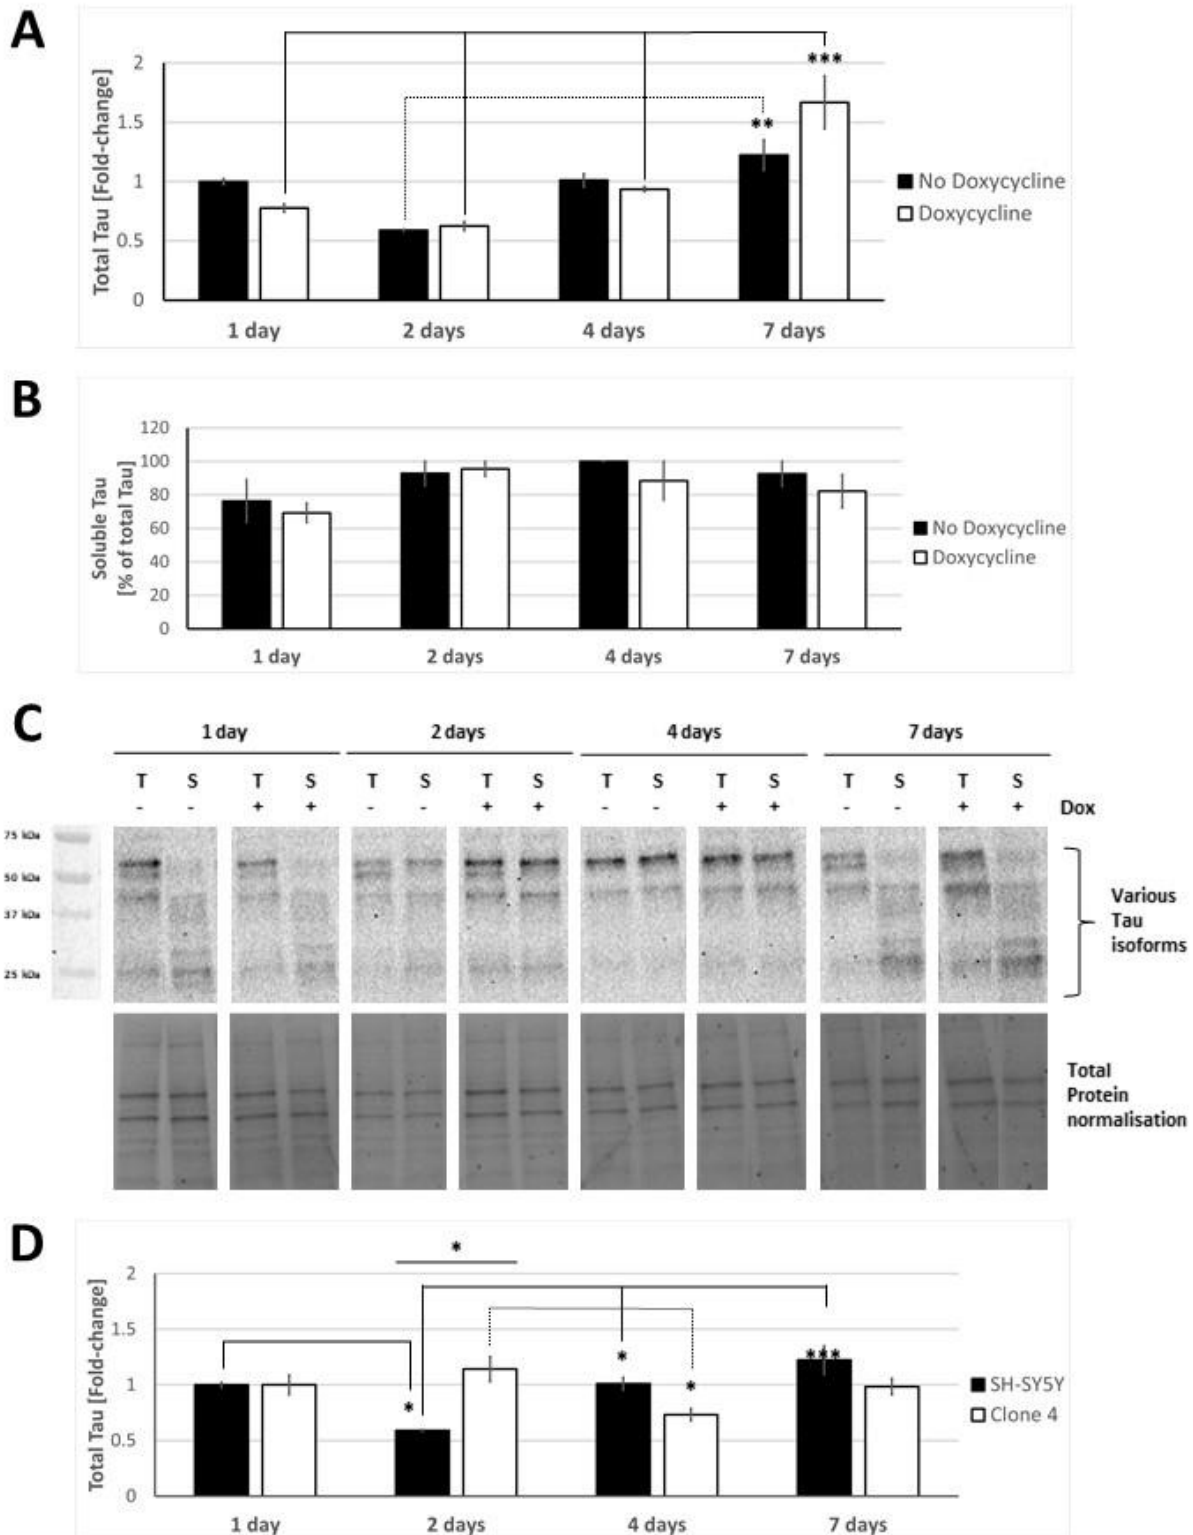 A
Total Tau [Fold-change]
2
1.5
1
0.5
0
***
**
1 day 2 days 4 days 7 days
No Doxycycline
Doxycycline
B
Soluble Tau
[% of total Tau]
120
100
80
60
40
20
0
1 day 2 days 4 days 7 days
No Doxycycline
Doxycycline
C
1 day 2 days 4 days 7 days
T S T S T S T S T S T S T S T S
- - + + - - + + - - + + - - + + Dox
75 kDa
50 kDa
37 kDa
25 kDa
Various
Tau
isoforms
Total
Protein
normalisation
D
Total Tau [Fold-change]
2
1.5
1
0.5
0
*
*
*
*
***
1 day 2 days 4 days 7 days
SH-SY5Y
Clone 4